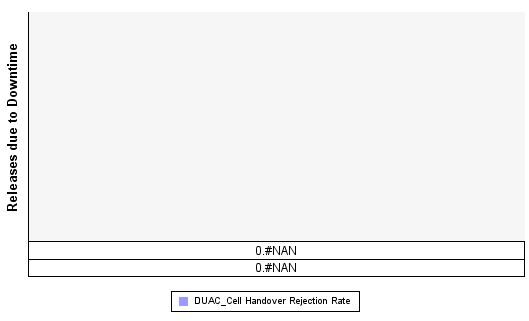 Releases due to Downtime
0.#NAN
0.#NAN
DUAC_Cell Handover Rejection Rate